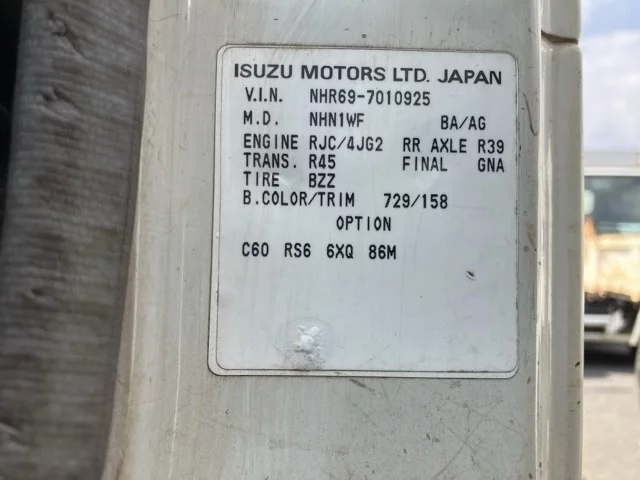 ISUZU MOTORS LTD. JAPAN
V.I.N. NHR69-7010925
M.D. NHN1WF BA/AG
ENGINE RJC/4JG2 RR AXLE R39
TRANS. R45 FINAL GNA
TIRE BZZ
B.COLOR/TRIM 729/158
OPTION
C60 RS6 6XQ 86M